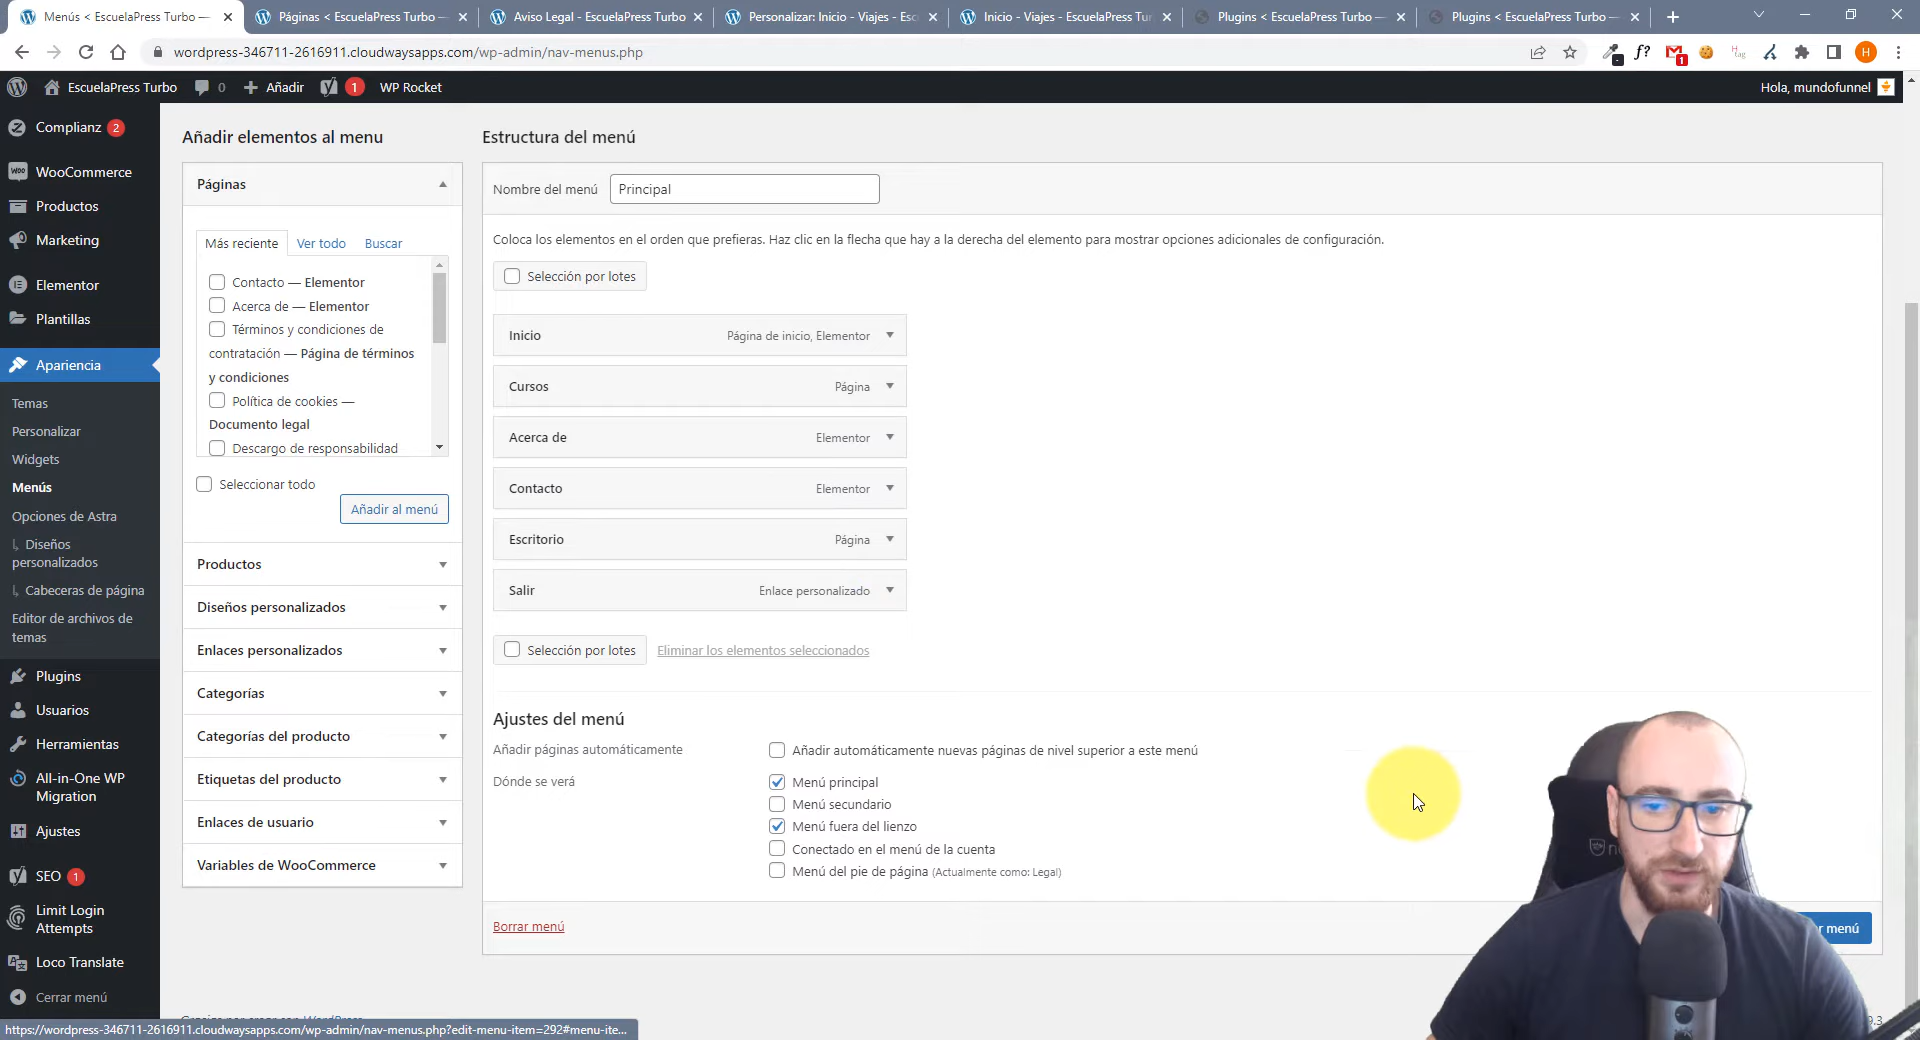 Menús < EscuelaPress Turbo —
Páginas < EscuelaPress Turbo —
Aviso Legal - EscuelaPress Turbo
Personalizar: Inicio - Viajes - Esc
Inicio - Viajes - EscuelaPress Tur
Plugins < EscuelaPress Turbo —
Plugins < EscuelaPress Turbo —
wordpress-346711-2616911.cloudwaysapps.com/wp-admin/nav-menus.php
f?
1
H
EscuelaPress Turbo
0
Añadir
1
WP Rocket
Hola, mundofunnel
Complianz 2
WooCommerce
Productos
Marketing
Elementor
Plantillas
Apariencia
Temas
Personalizar
Widgets
Menús
Opciones de Astra
Diseños
personalizados
Cabeceras de página
Editor de archivos de
temas
Plugins
Usuarios
Herramientas
All-in-One WP
Migration
Ajustes
SEO 1
Limit Login
Attempts
Loco Translate
Cerrar menú
Añadir elementos al menu
Páginas
Más reciente
Ver todo
Buscar
Contacto — Elementor
Acerca de — Elementor
Términos y condiciones de
contratación — Página de términos
y condiciones
Política de cookies —
Documento legal
Descargo de responsabilidad
Seleccionar todo
Añadir al menú
Productos
Diseños personalizados
Enlaces personalizados
Categorías
Categorías del producto
Etiquetas del producto
Enlaces de usuario
Variables de WooCommerce
Estructura del menú
Nombre del menú
Principal
Coloca los elementos en el orden que prefieras. Haz clic en la flecha que hay a la derecha del elemento para mostrar opciones adicionales de configuración.
Selección por lotes
Inicio
Página de inicio, Elementor
Cursos
Página
Acerca de
Elementor
Contacto
Elementor
Escritorio
Página
Salir
Enlace personalizado
Selección por lotes
Eliminar los elementos seleccionados
Ajustes del menú
Añadir páginas automáticamente
Añadir automáticamente nuevas páginas de nivel superior a este menú
Dónde se verá
Menú principal
Menú secundario
Menú fuera del lienzo
Conectado en el menú de la cuenta
Menú del pie de página (Actualmente como: Legal)
Borrar menú
menú
https://wordpress-346711-2616911.cloudwaysapps.com/wp-admin/nav-menus.php?edit-menu-item=292#menu-ite...